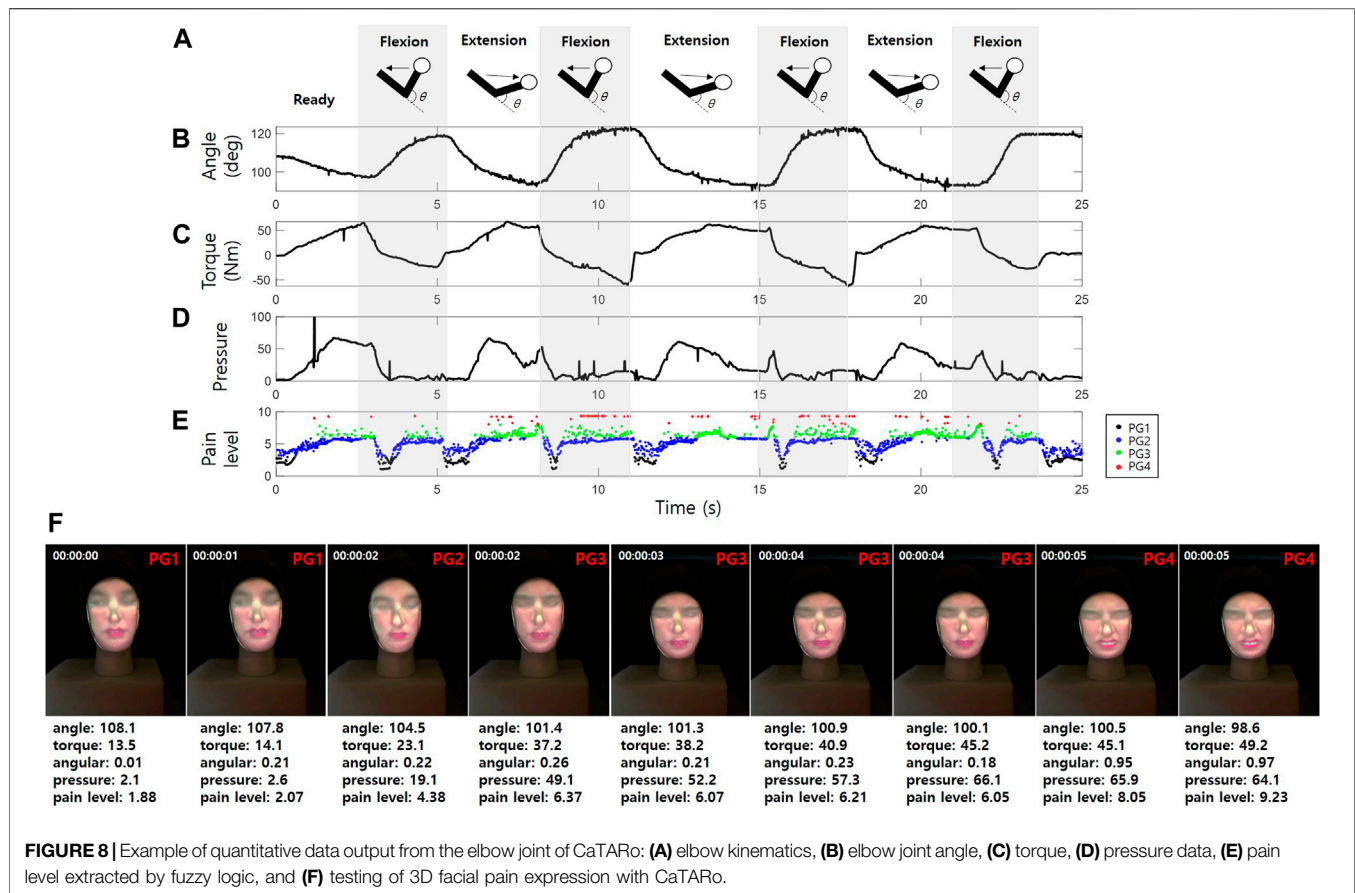 A
Flexion Extension Flexion Extension Flexion Extension Flexion
Ready
θ θ θ θ θ θ θ
B
Angle
(deg)
120
100
0 5 10 15 20 25
C
Torque
(Nm)
50
0
-50
0 5 10 15 20 25
D
Pressure
100
50
0
0 5 10 15 20 25
E
Pain
level
10
5
0
0 5 10 15 20 25
Time (s)
PG1
PG2
PG3
PG4
F
00:00:00 PG1 00:00:01 PG1 00:00:02 PG2 00:00:02 PG3 00:00:03 PG3 00:00:04 PG3 00:00:04 PG3 00:00:05 PG4 00:00:05 PG4
angle: 108.1 angle: 107.8 angle: 104.5 angle: 101.4 angle: 101.3 angle: 100.9 angle: 100.1 angle: 100.5 angle: 98.6
torque: 13.5 torque: 14.1 torque: 23.1 torque: 37.2 torque: 38.2 torque: 40.9 torque: 45.2 torque: 45.1 torque: 49.2
angular: 0.01 angular: 0.21 angular: 0.22 angular: 0.26 angular: 0.21 angular: 0.23 angular: 0.18 angular: 0.95 angular: 0.97
pressure: 2.1 pressure: 2.6 pressure: 19.1 pressure: 49.1 pressure: 52.2 pressure: 57.3 pressure: 66.1 pressure: 65.9 pressure: 64.1
pain level: 1.88 pain level: 2.07 pain level: 4.38 pain level: 6.37 pain level: 6.07 pain level: 6.21 pain level: 6.05 pain level: 8.05 pain level: 9.23
FIGURE 8 | Example of quantitative data output from the elbow joint of CaTARo: (A) elbow kinematics, (B) elbow joint angle, (C) torque, (D) pressure data, (E) pain
level extracted by fuzzy logic, and (F) testing of 3D facial pain expression with CaTARo.